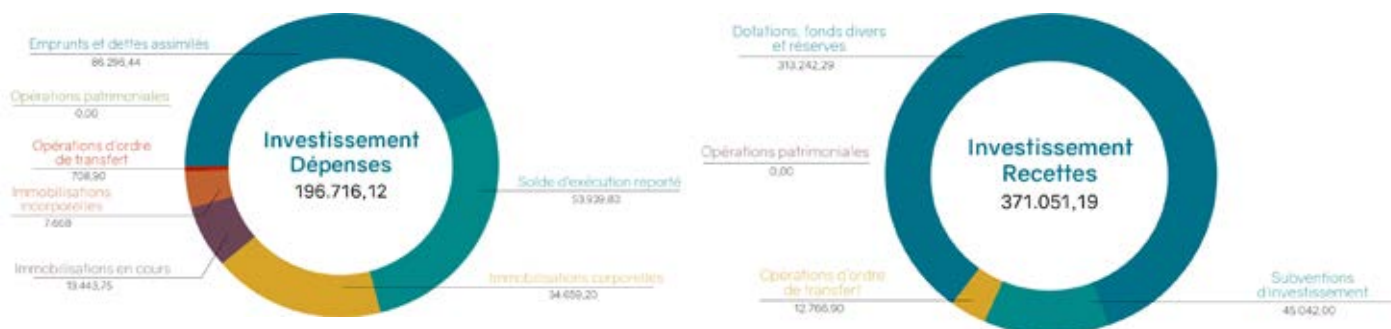 Emprunts et dettes assimilés
86.296,44
Opérations patrimoniales
0,00
Opérations d'ordre
de transfert
708,90
Immobilisations
incorporelles
7.668
Immobilisations en cours
13.443,75
Investissement
Dépenses
196.716,12
Solde d'exécution reporté
53.939,83
Immobilisations corporelles
34.659,20
Dotations, fonds divers
et réserves
313.242,29
Opérations patrimoniales
0,00
Opérations d'ordre
de transfert
12.766,90
Investissement
Recettes
371.051,19
Subventions
d'investissement
45.042,00